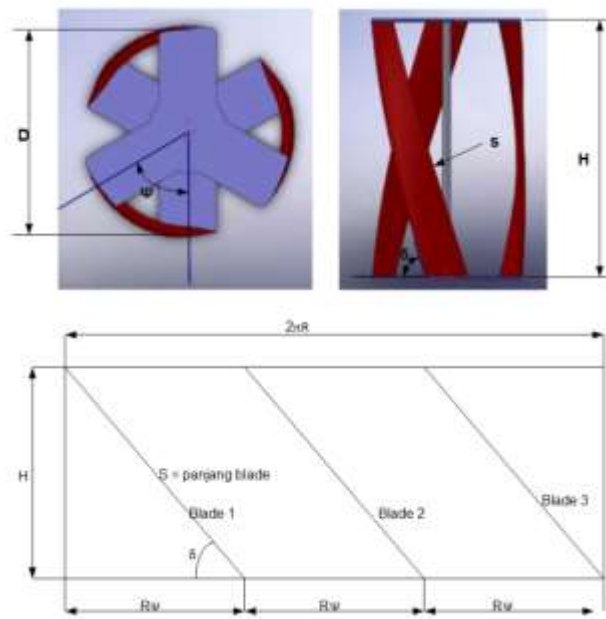 D
ψ
S
H
δ
2πR
H
S = panjang blade
Blade 1
Blade 2
Blade 3
δ
Rψ
Rψ
Rψ